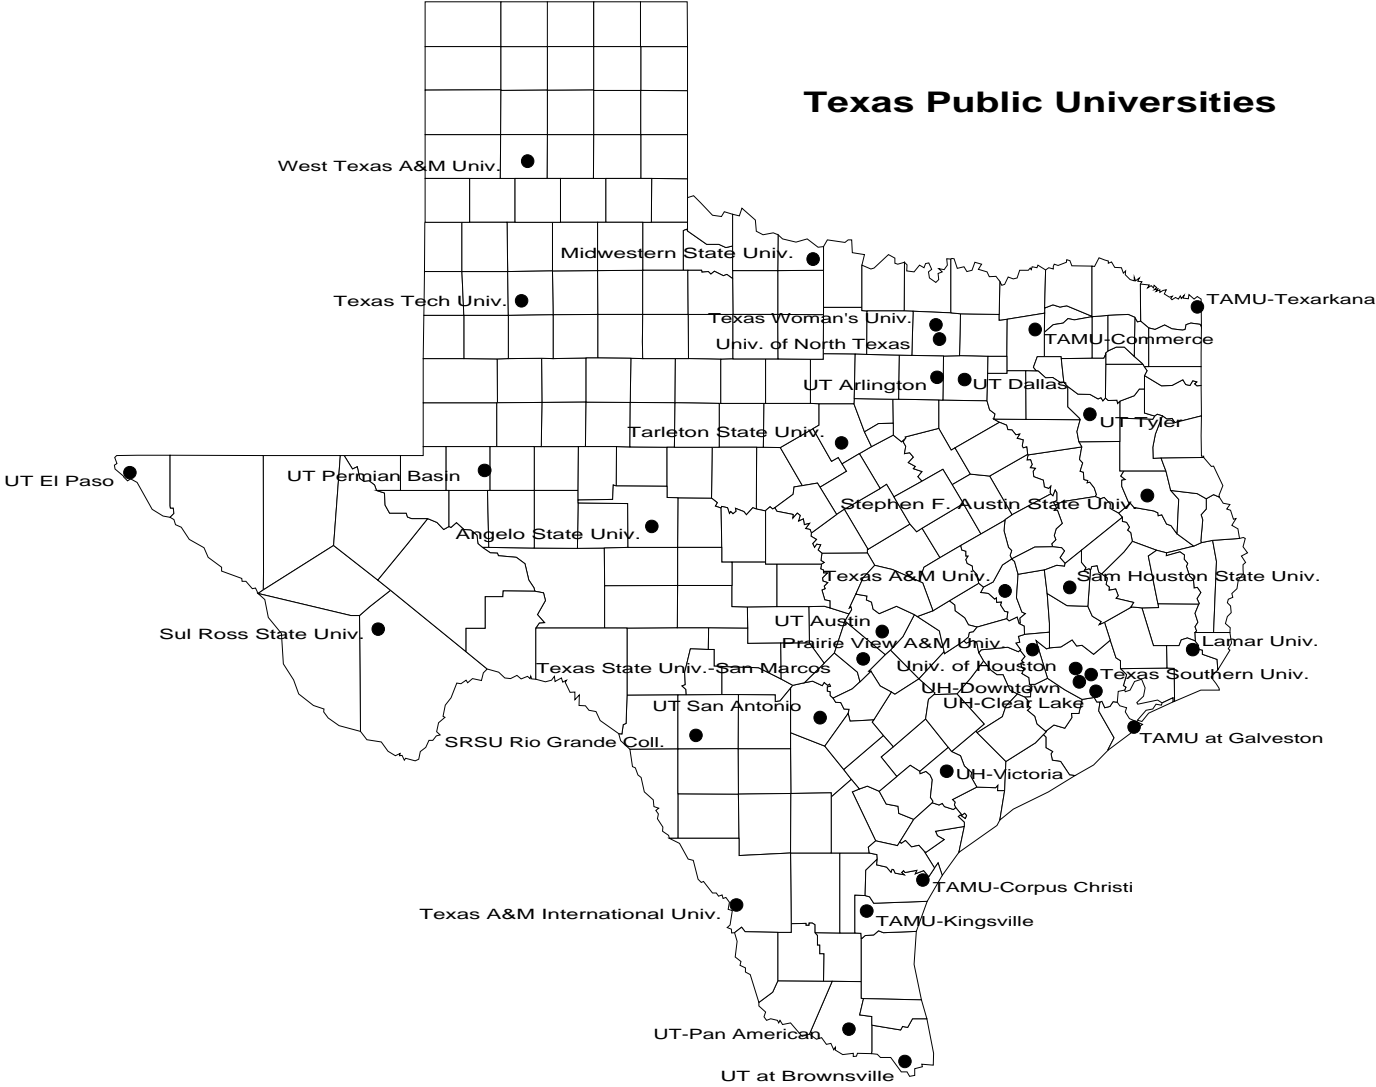 Texas Public Universities
West Texas A&M Univ.
Midwestern State Univ.
Texas Tech Univ.
TAMU-Texarkana
Texas Woman's Univ.
Univ. of North Texas
TAMU-Commerce
UT Arlington
UT Dallas
UT Tyler
Tarleton State Univ.
UT El Paso
UT Permian Basin
Stephen F. Austin State Univ.
Angelo State Univ.
Texas A&M Univ.
Sam Houston State Univ.
UT Austin
Sul Ross State Univ.
Prairie View A&M Univ.
Lamar Univ.
Texas State Univ.-San Marcos
Univ. of Houston
Texas Southern Univ.
UH-Downtown
UH-Clear Lake
UT San Antonio
SRSU Rio Grande Coll.
TAMU at Galveston
UH-Victoria
TAMU-Corpus Christi
Texas A&M International Univ.
TAMU-Kingsville
UT-Pan American
UT at Brownsville